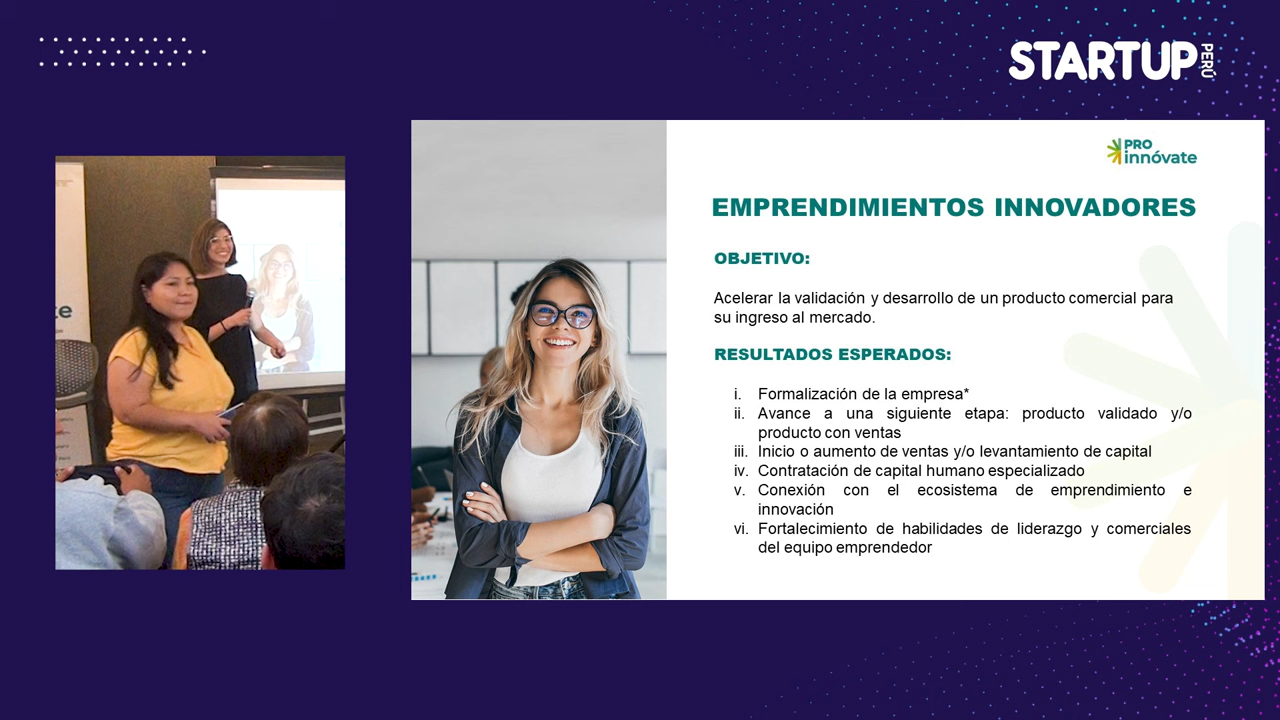 STARTUP PERÚ
PRO
innóvate
EMPRENDIMIENTOS INNOVADORES
OBJETIVO:
Acelerar la validación y desarrollo de un producto comercial para
su ingreso al mercado.
RESULTADOS ESPERADOS:
i. Formalización de la empresa*
ii. Avance a una siguiente etapa: producto validado y/o
producto con ventas
iii. Inicio o aumento de ventas y/o levantamiento de capital
iv. Contratación de capital humano especializado
v. Conexión con el ecosistema de emprendimiento e
innovación
vi. Fortalecimiento de habilidades de liderazgo y comerciales
del equipo emprendedor